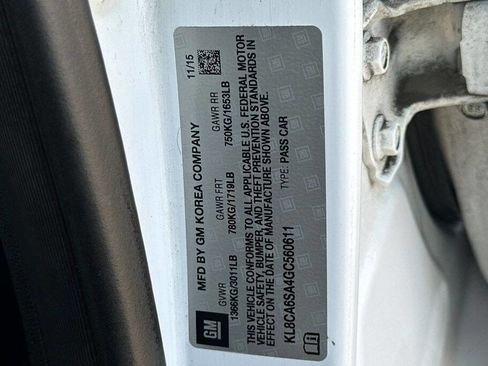 MFD BY GM KOREA COMPANY
11/15
GVWR
GAWR FRT
GAWR RR
1366KG/3011LB
780KG/1719LB
750KG/1653LB
THIS VEHICLE CONFORMS TO ALL APPLICABLE U.S. FEDERAL MOTOR
VEHICLE SAFETY, BUMPER, AND THEFT PREVENTION STANDARDS IN
EFFECT ON THE DATE OF MANUFACTURE SHOWN ABOVE.
KL8CA6SA4GC560611
TYPE: PASS CAR
GM